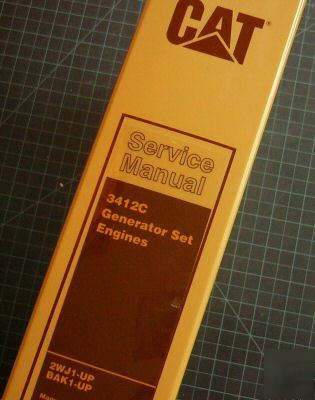 CAT®
Service
Manual
3412C
Generator Set
Engines
2WJ1-UP
BAK1-UP